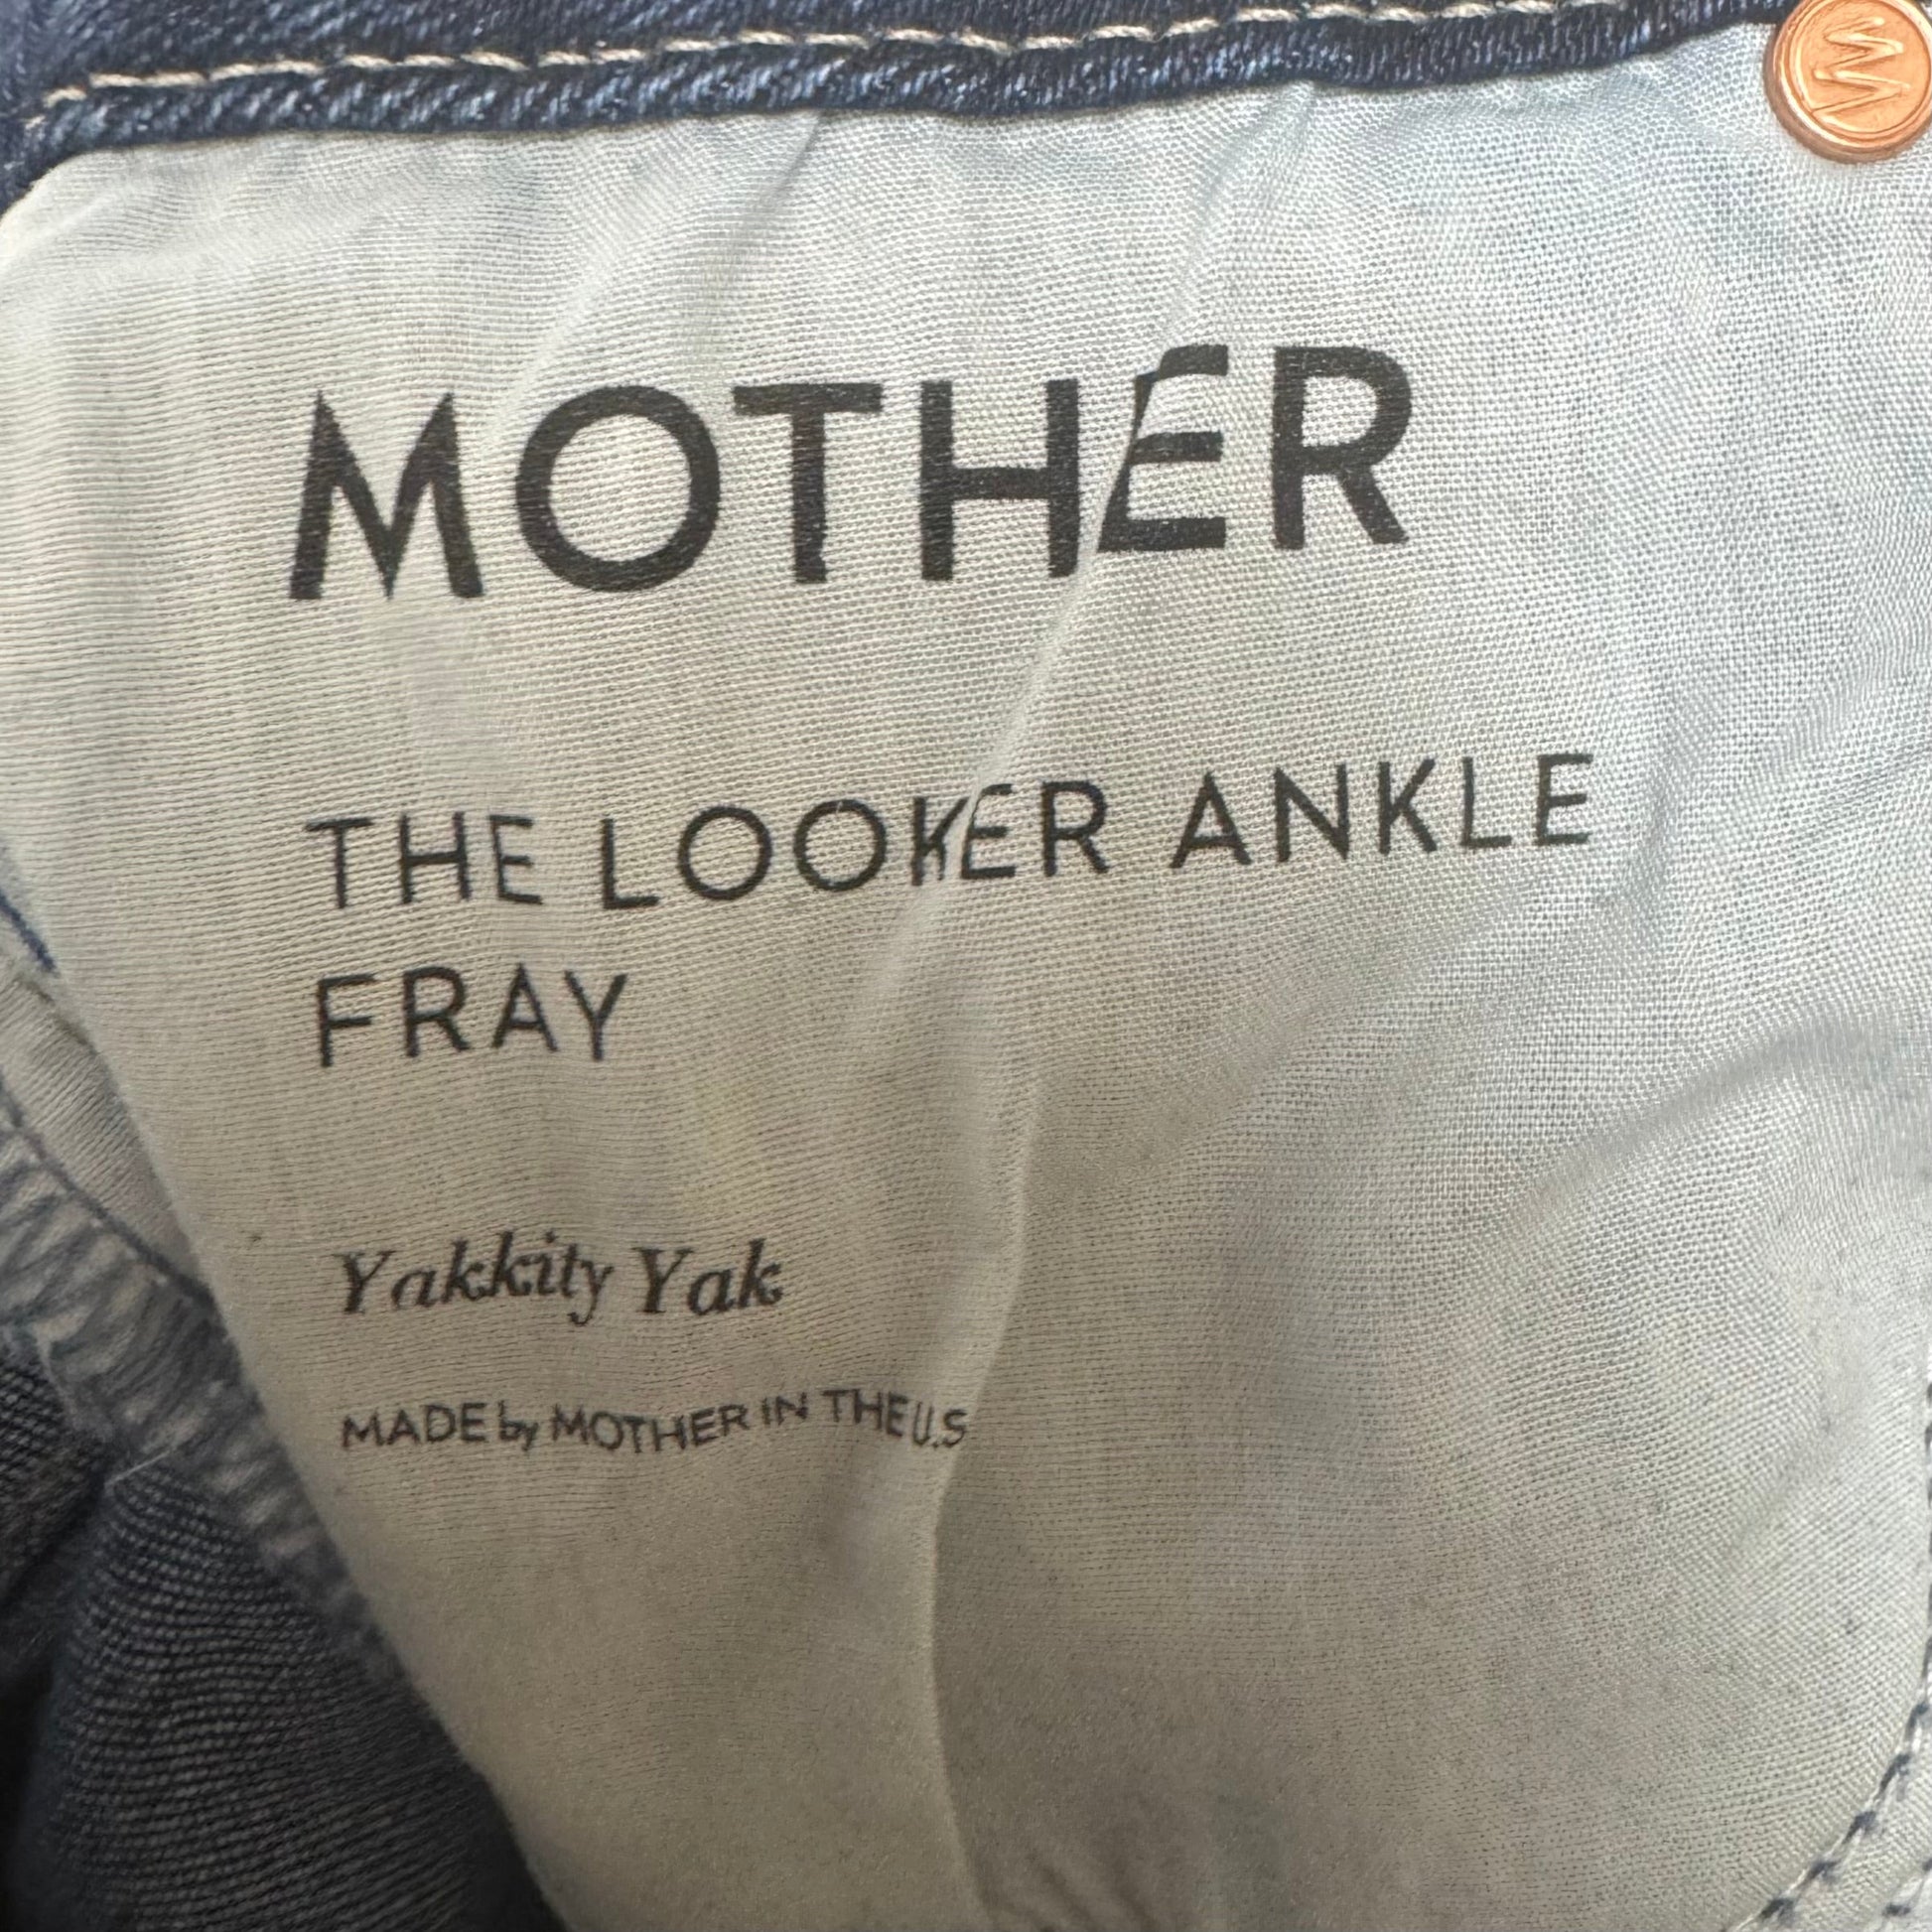 MOTHER
THE LOOKER ANKLE
FRAY
Yakkity Yak
MADE by MOTHER IN THE U.S